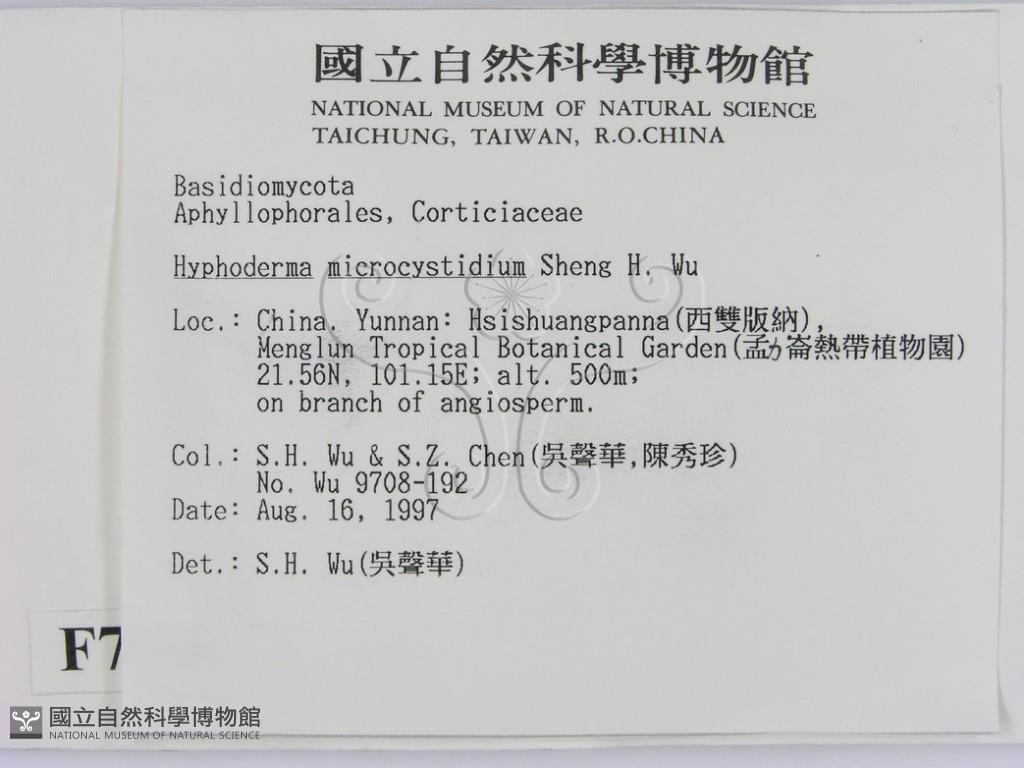 國立自然科學博物館
NATIONAL MUSEUM OF NATURAL SCIENCE
TAICHUNG, TAIWAN, R.O.CHINA
Basidiomycota
Aphyllophorales, Corticiaceae
Hyphoderma microcystidium Sheng H. Wu
Loc.: China. Yunnan: Hsishuangpanna(西雙版納),
Menglun Tropical Botanical Garden(孟力崙熱帶植物園)
21.56N, 101.15E; alt. 500m;
on branch of angiosperm.
Col.: S.H. Wu & S.Z. Chen(吳聲華,陳秀珍)
No. Wu 9708-192
Date: Aug. 16, 1997
Det.: S.H. Wu(吳聲華)
F7
國立自然科學博物館
NATIONAL MUSEUM OF NATURAL SCIENCE